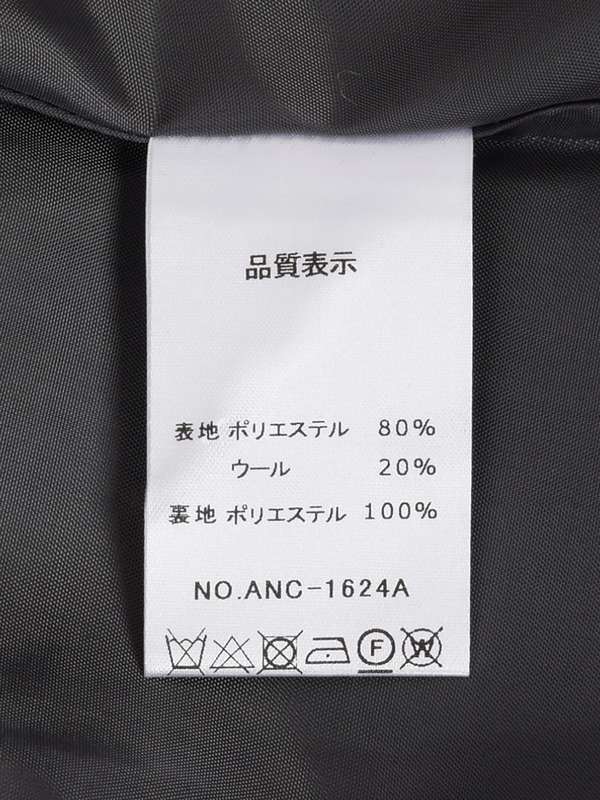 品質表示
表地 ポリエステル 80%
ウール 20%
裏地 ポリエステル 100%
NO.ANC-1624A
F W